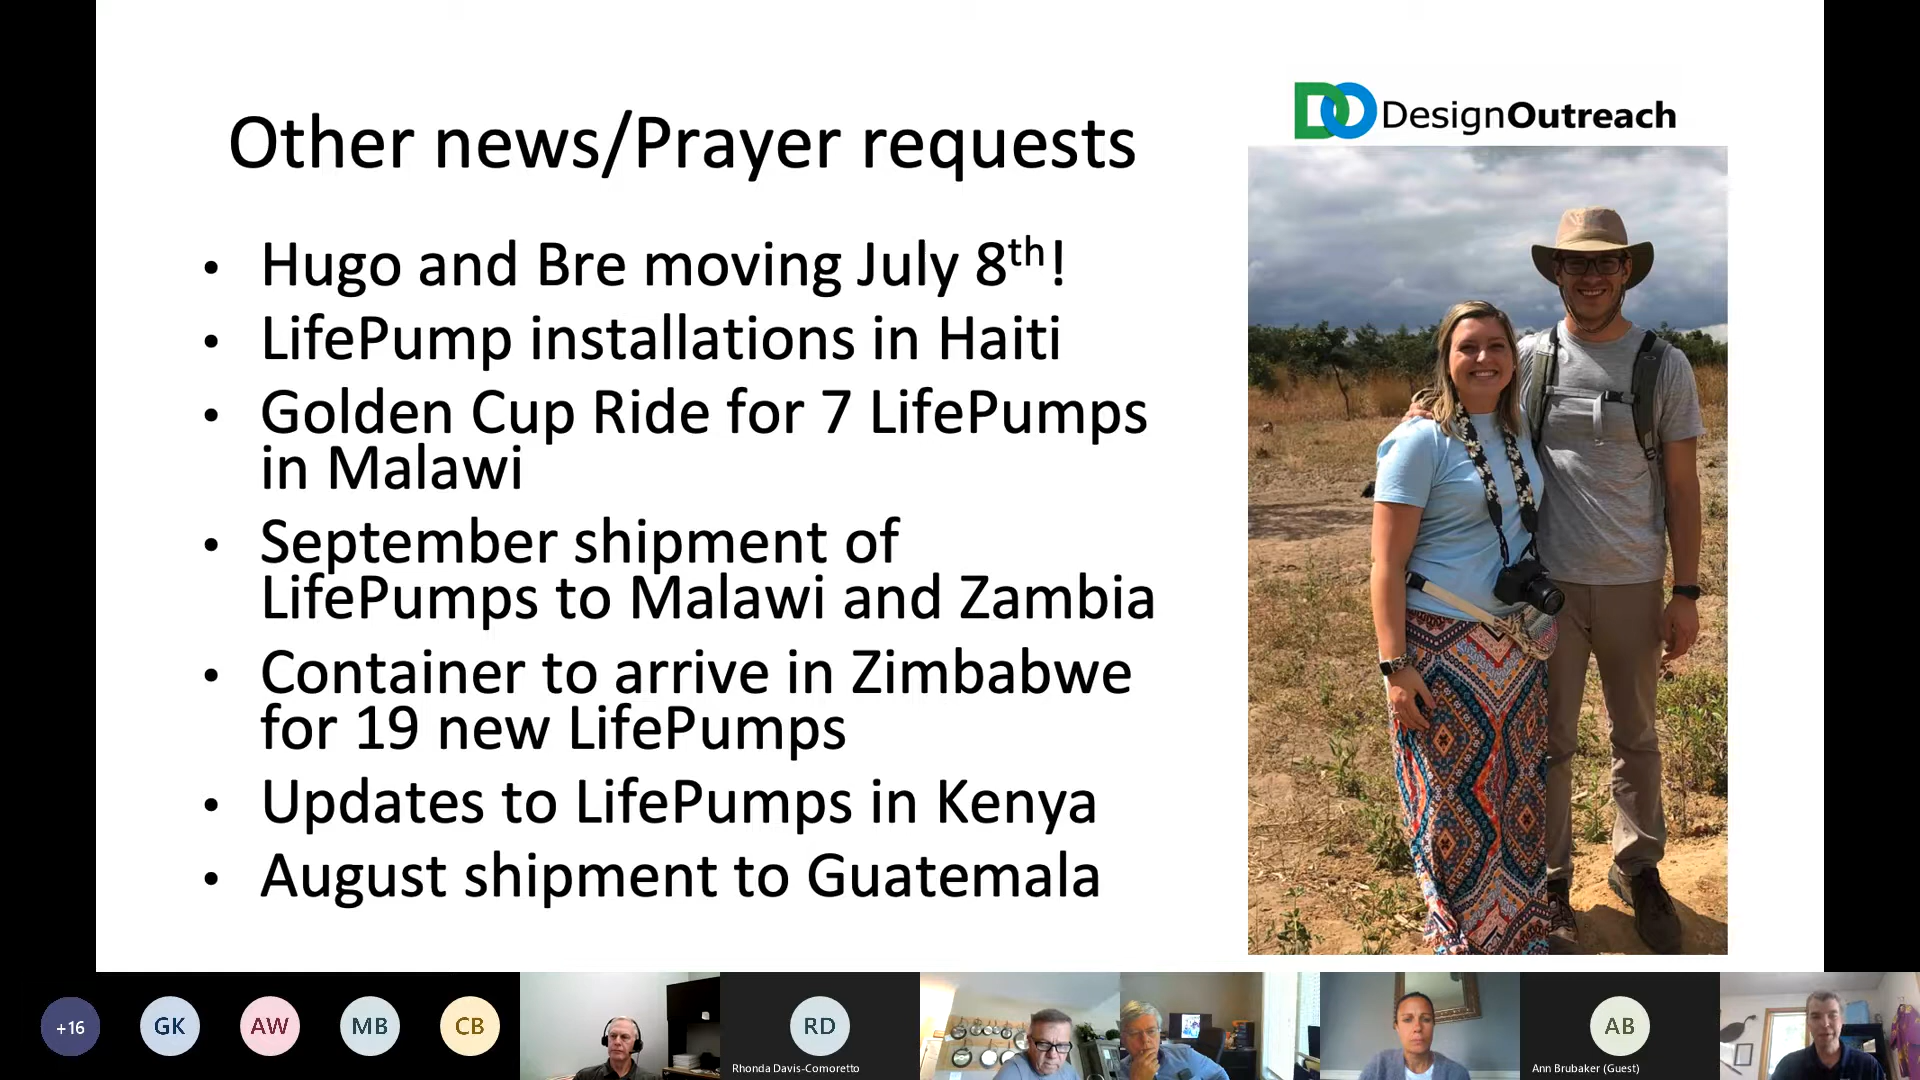 DO DesignOutreach
Other news/Prayer requests
• Hugo and Bre moving July 8th!
• LifePump installations in Haiti
• Golden Cup Ride for 7 LifePumps
in Malawi
• September shipment of
LifePumps to Malawi and Zambia
• Container to arrive in Zimbabwe
for 19 new LifePumps
• Updates to LifePumps in Kenya
• August shipment to Guatemala
+16
GK
AW
MB
CB
RD
Rhonda Davis-Comoretto
AB
Ann Brubaker (Guest)